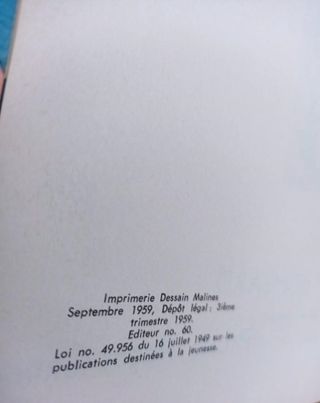 Imprimerie Dessain Malines
Septembre 1959, Dépôt légal : 3ième
trimestre 1959.
Editeur no. 60.
Loi no. 49.956 du 16 juillet 1949 sur les
publications destinées à la jeunesse.